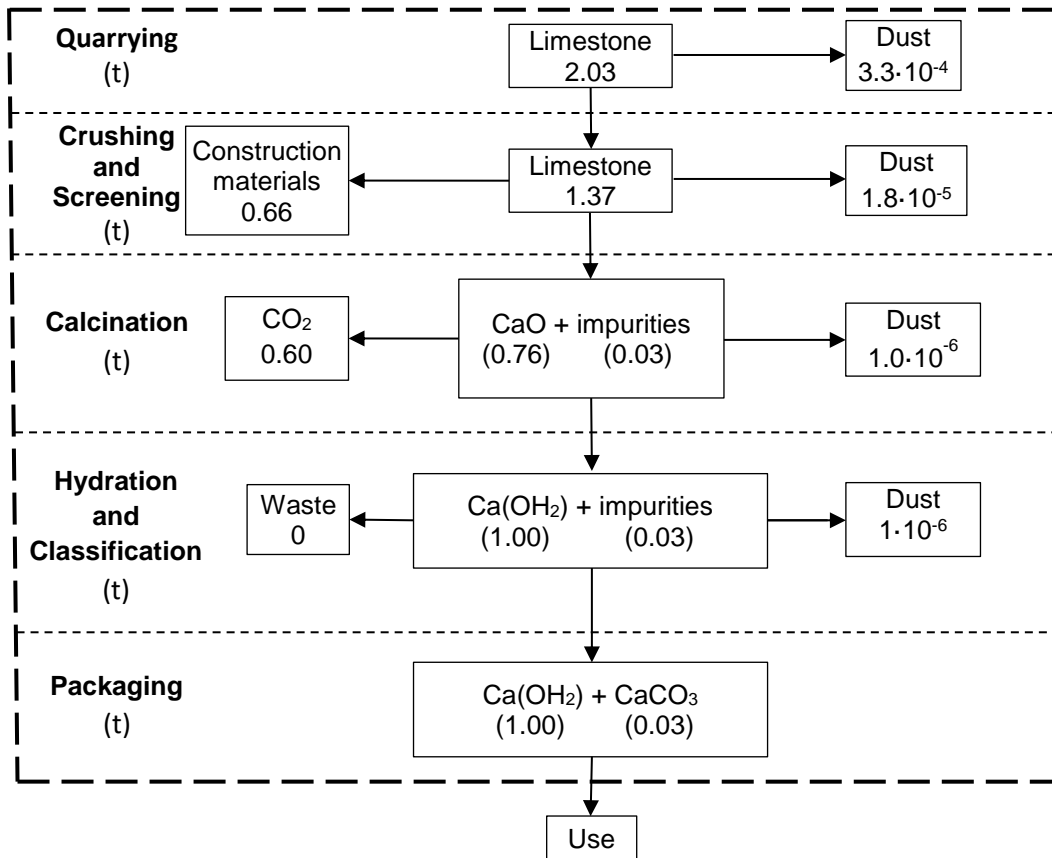 Quarrying
(t)
Limestone
2.03
Dust
3.3·10⁻⁴
Crushing
and
Screening
(t)
Construction
materials
0.66
Limestone
1.37
Dust
1.8·10⁻⁵
Calcination
(t)
CO₂
0.60
CaO + impurities
(0.76) (0.03)
Dust
1.0·10⁻⁶
Hydration
and
Classification
(t)
Waste
0
Ca(OH₂) + impurities
(1.00) (0.03)
Dust
1·10⁻⁶
Packaging
(t)
Ca(OH₂) + CaCO₃
(1.00) (0.03)
Use